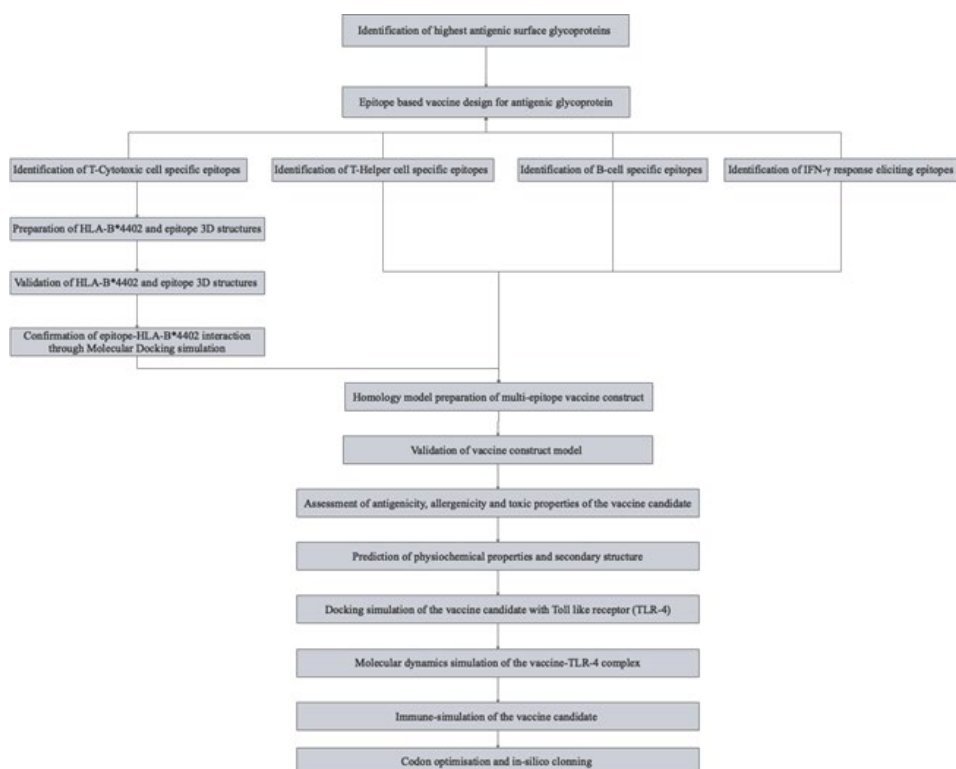 Identification of highest antigenic surface glycoproteins
Epitope based vaccine design for antigenic glycoprotein
Identification of T-Cytotoxic cell specific epitopes
Identification of T-Helper cell specific epitopes
Identification of B-cell specific epitopes
Identification of IFN-γ response eliciting epitopes
Preparation of HLA-B*4402 and epitope 3D structures
Validation of HLA-B*4402 and epitope 3D structures
Confirmation of epitope-HLA-B*4402 interaction
through Molecular Docking simulation
Homology model preparation of multi-epitope vaccine construct
Validation of vaccine construct model
Assessment of antigenicity, allergenicity and toxic properties of the vaccine candidate
Prediction of physiochemical properties and secondary structure
Docking simulation of the vaccine candidate with Toll like receptor (TLR-4)
Molecular dynamics simulation of the vaccine-TLR-4 complex
Immune-simulation of the vaccine candidate
Codon optimisation and in-silico clonning